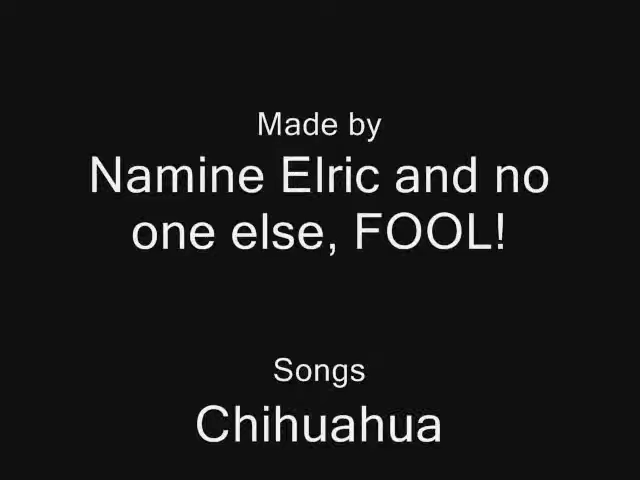 Made by
Namine Elric and no
one else, FOOL!
Songs
Chihuahua